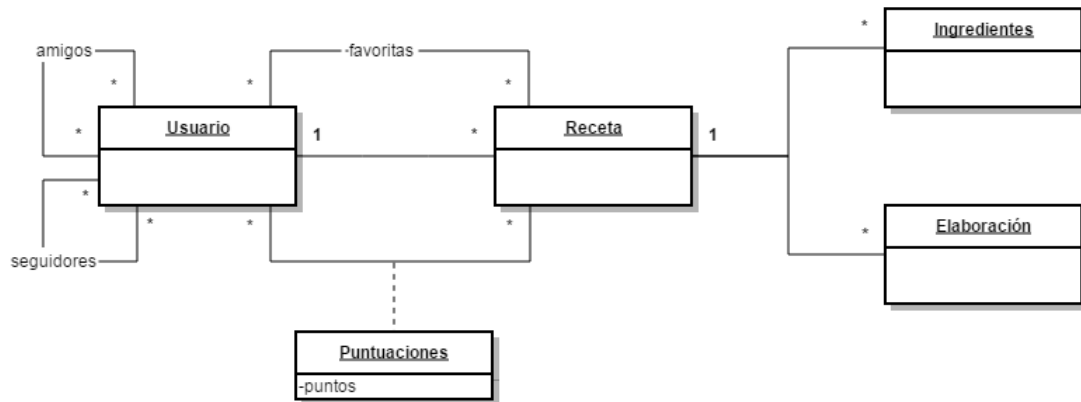 Ingredientes
amigos
-favoritas
*
*
*
*
Usuario
Receta
*
1
*
1
*
*
*
*
*
Elaboración
*
seguidores
Puntuaciones
-puntos